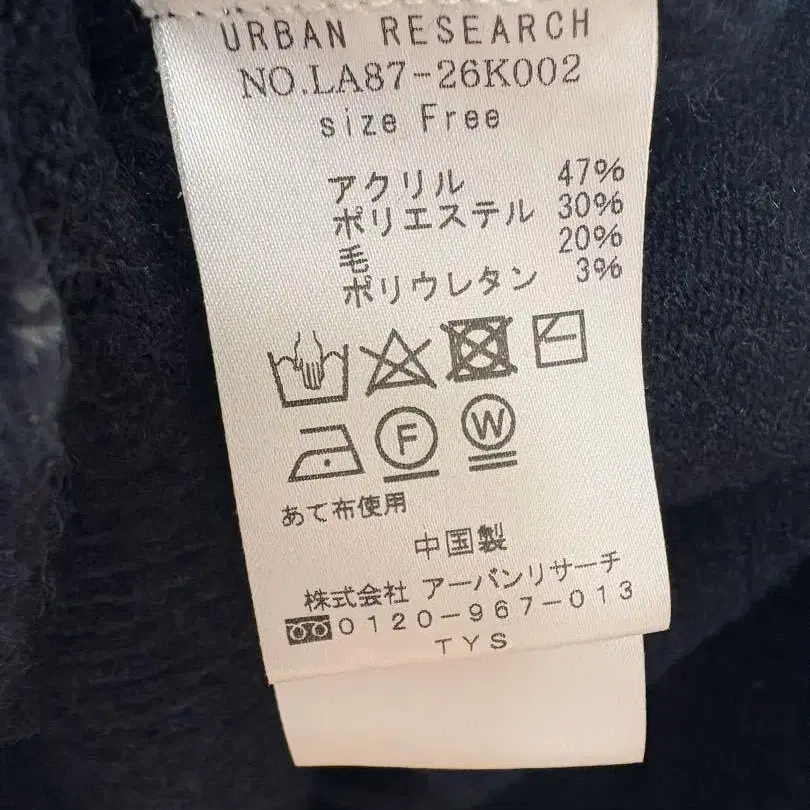 URBAN RESEARCH
NO.LA87-26K002
size Free
アクリル 47%
ポリエステル 30%
毛 20%
ポリウレタン 3%
F W
あて布使用
中国製
株式会社 アーバンリサーチ
0120-967-013
TYS